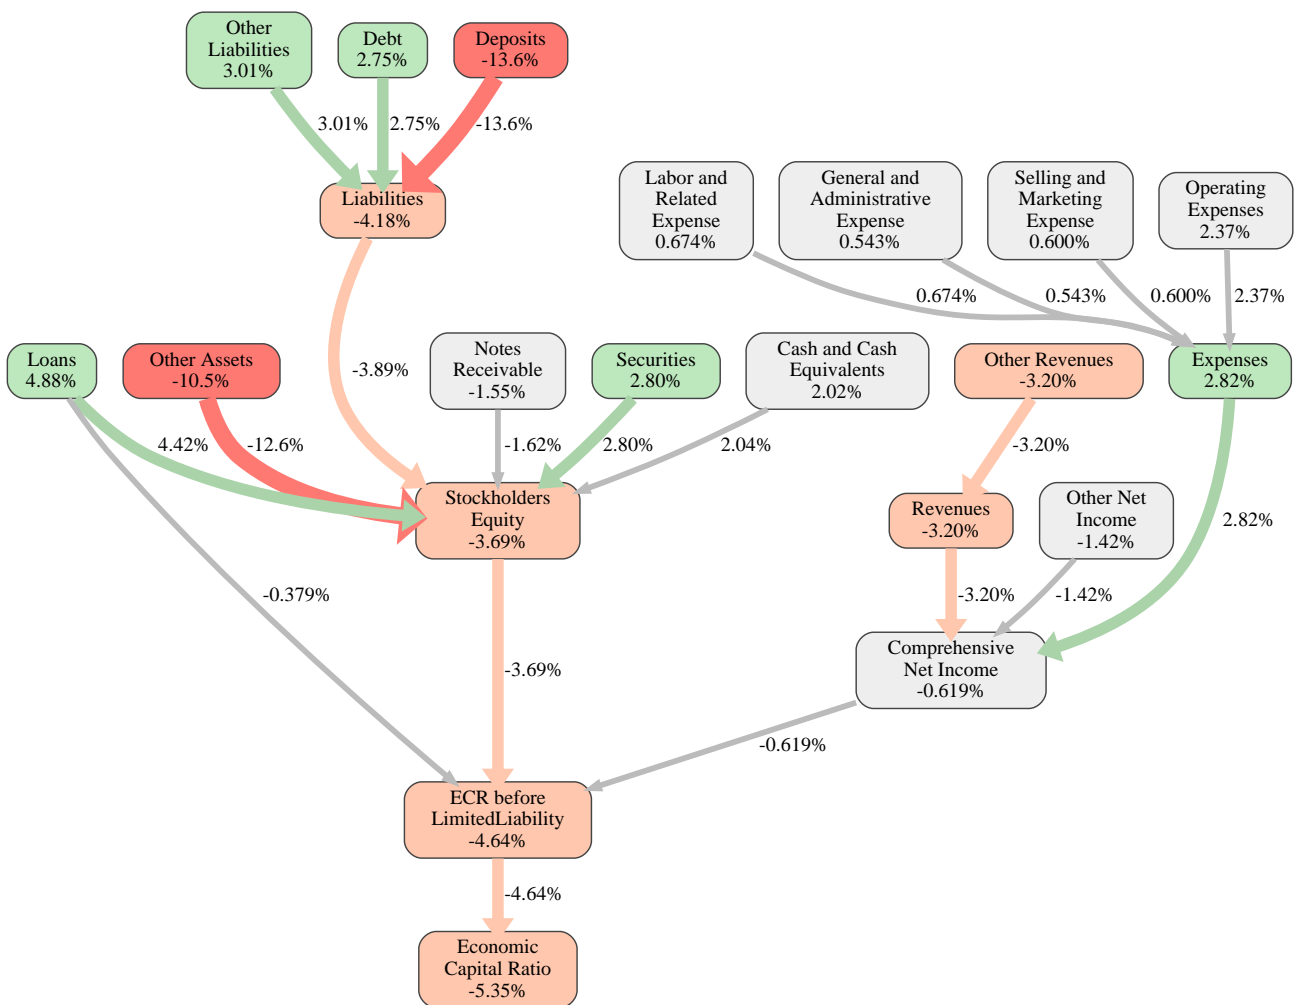 Other
Liabilities
3.01%
Debt
2.75%
Deposits
-13.6%
3.01%
2.75%
-13.6%
Liabilities
-4.18%
Labor and
Related
Expense
0.674%
General and
Administrative
Expense
0.543%
Selling and
Marketing
Expense
0.600%
Operating
Expenses
2.37%
0.674%
0.543%
0.600%
2.37%
Loans
4.88%
Other Assets
-10.5%
-3.89%
Notes
Receivable
-1.55%
Securities
2.80%
Cash and Cash
Equivalents
2.02%
Other Revenues
-3.20%
Expenses
2.82%
4.42%
-12.6%
-1.62%
2.80%
2.04%
-3.20%
Stockholders
Equity
-3.69%
Revenues
-3.20%
Other Net
Income
-1.42%
2.82%
-0.379%
-3.20%
-1.42%
-3.69%
Comprehensive
Net Income
-0.619%
-0.619%
ECR before
LimitedLiability
-4.64%
-4.64%
Economic
Capital Ratio
-5.35%